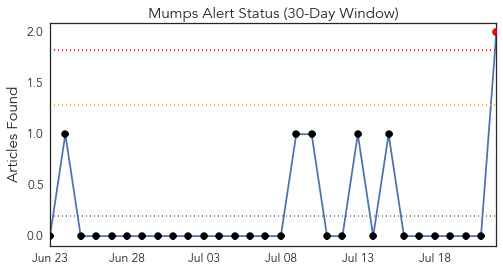 Mumps Alert Status (30-Day Window)
Articles Found
2.0
1.5
1.0
0.5
0.0
Jun 23 Jun 28 Jul 03 Jul 08 Jul 13 Jul 18